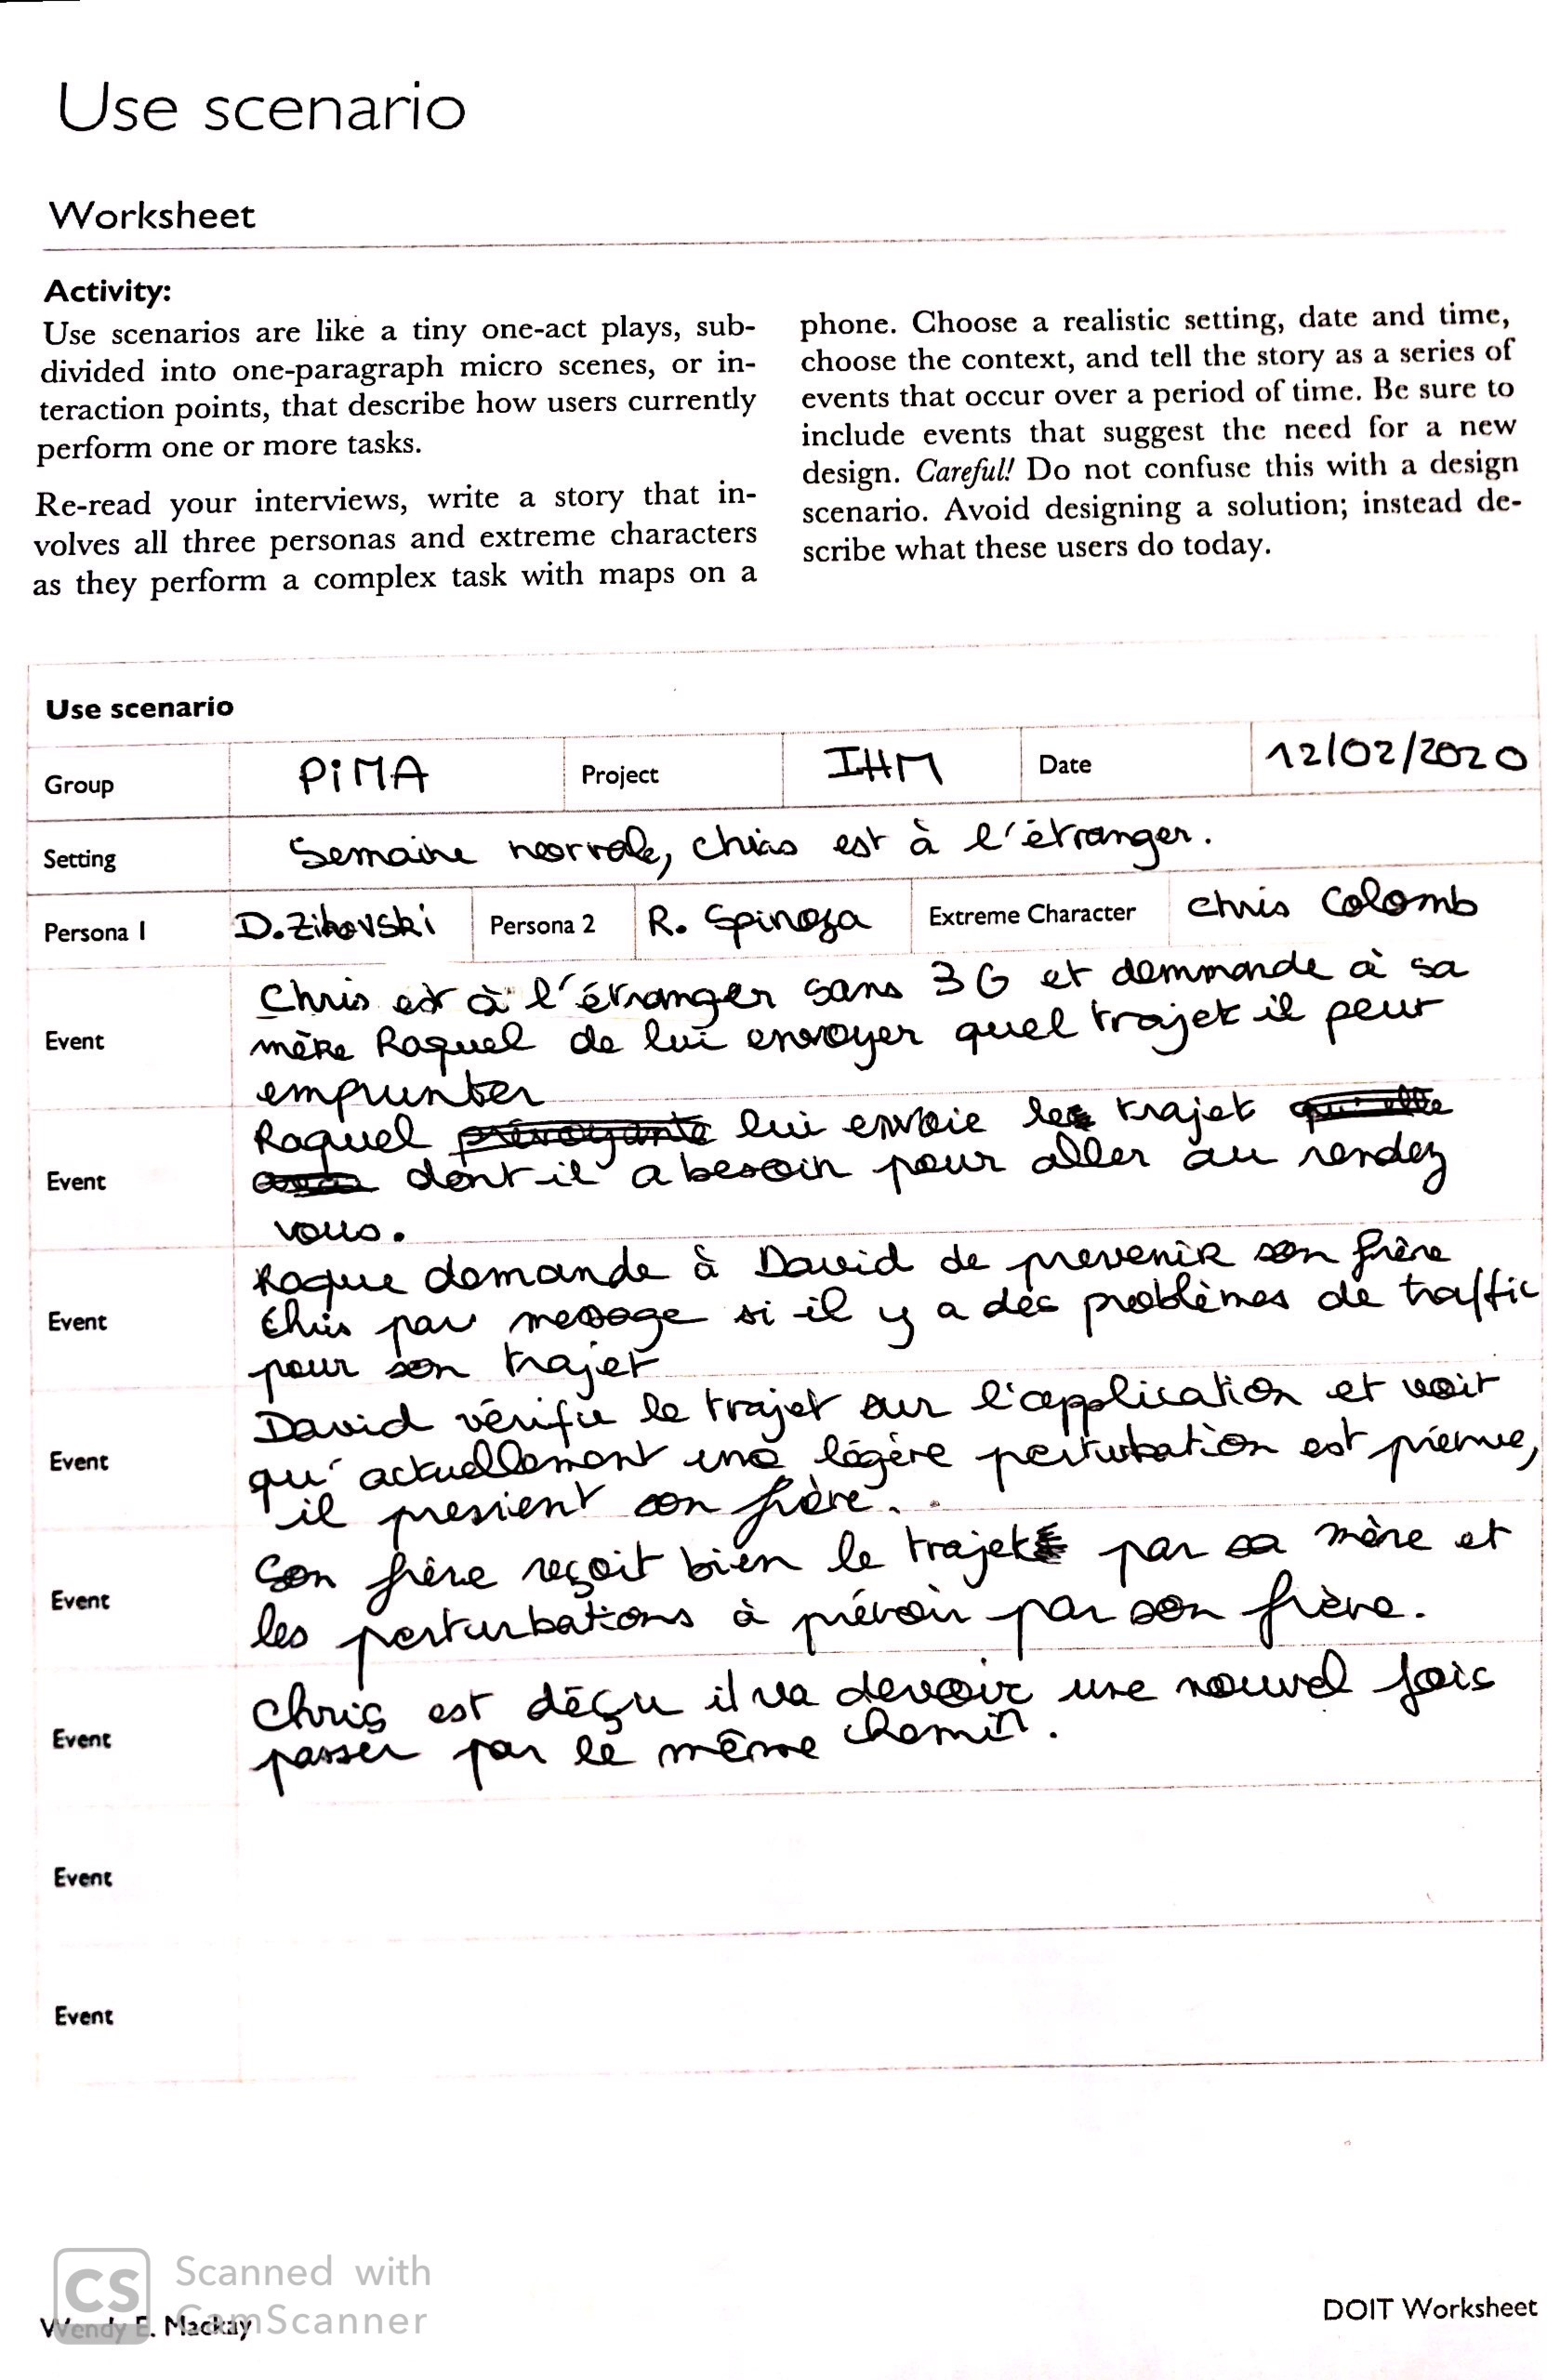 Use scenario
Worksheet
Activity:
Use scenarios are like a tiny one-act plays, sub-
divided into one-paragraph micro scenes, or in-
teraction points, that describe how users currently
perform one or more tasks.
Re-read your interviews, write a story that in-
volves all three personas and extreme characters
as they perform a complex task with maps on a
phone. Choose a realistic setting, date and time,
choose the context, and tell the story as a series of
events that occur over a period of time. Be sure to
include events that suggest the need for a new
design. Careful! Do not confuse this with a design
scenario. Avoid designing a solution; instead de-
scribe what these users do today.
Use scenario
Group PiMA Project IHM Date 12/02/2020
Setting Semaine normale, Chris est à l'étranger.
Persona 1 D. Zikovski Persona 2 R. Spinoza Extreme Character Chris Colomb
Event
Chris est à l'étranger sans 3G et demmande à sa
mère Raquel de lui envoyer quel trajet il peut
emprunter
Event
Raquel lui envoie le trajet
dont il a besoin pour aller au rendez
vous.
Event
Raque demande à David de prevenir son frère
Chris par message si il y a des problèmes de traffic
pour son trajet
Event
David vérifie le trajet sur l'application et voit
qu'actuellement une légère perturbation est prévue,
il previent son frère.
Event
Son frère reçoit bien le trajet par sa mère et
les perturbations à prévoir par son frère.
Event
Chris est déçu il va devoir une nouvel fois
passer par le même chemin.
Event
Event
CS Scanned with
CamScanner
Wendy E. Mackay
DOIT Worksheet